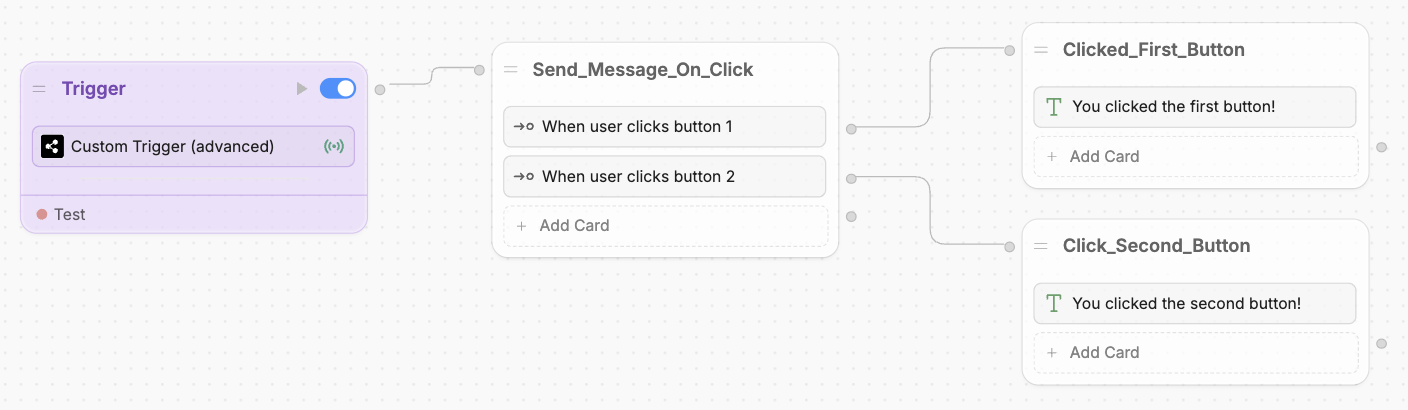 Trigger
Custom Trigger (advanced)
Test
Send_Message_On_Click
When user clicks button 1
When user clicks button 2
+ Add Card
Clicked_First_Button
You clicked the first button!
+ Add Card
Click_Second_Button
You clicked the second button!
+ Add Card